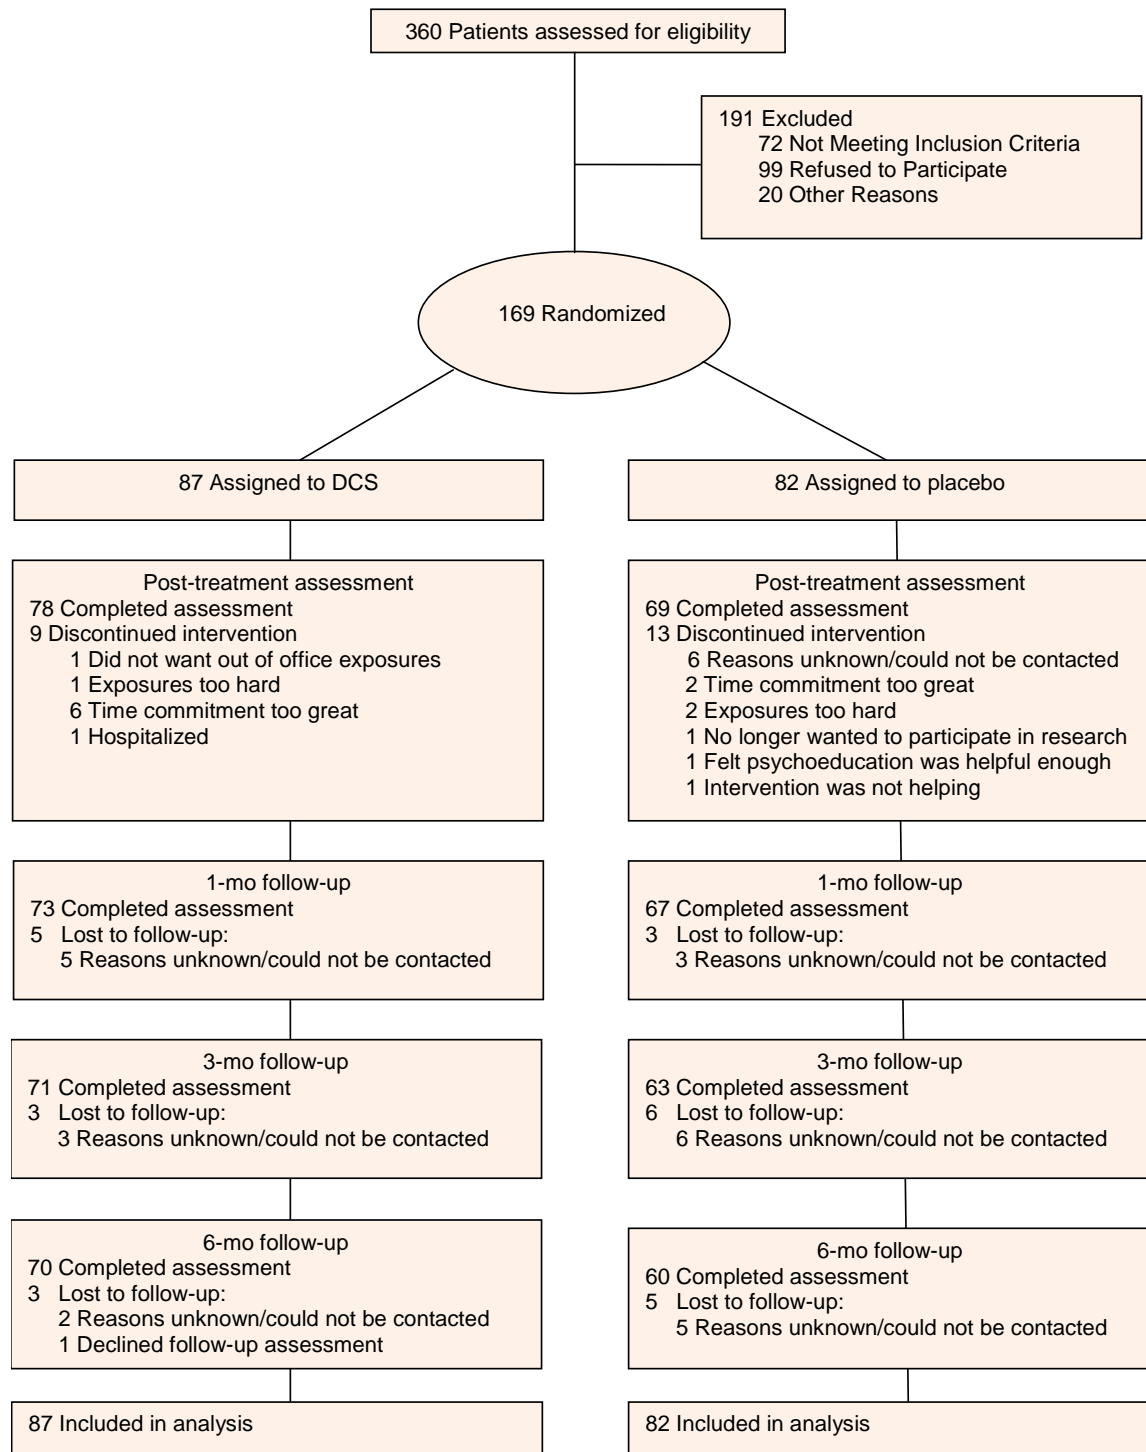 360 Patients assessed for eligibility
191 Excluded
72 Not Meeting Inclusion Criteria
99 Refused to Participate
20 Other Reasons
169 Randomized
87 Assigned to DCS
Post-treatment assessment
78 Completed assessment
9 Discontinued intervention
1 Did not want out of office exposures
1 Exposures too hard
6 Time commitment too great
1 Hospitalized
1-mo follow-up
73 Completed assessment
5 Lost to follow-up:
5 Reasons unknown/could not be contacted
3-mo follow-up
71 Completed assessment
3 Lost to follow-up:
3 Reasons unknown/could not be contacted
6-mo follow-up
70 Completed assessment
3 Lost to follow-up:
2 Reasons unknown/could not be contacted
1 Declined follow-up assessment
87 Included in analysis
82 Assigned to placebo
Post-treatment assessment
69 Completed assessment
13 Discontinued intervention
6 Reasons unknown/could not be contacted
2 Time commitment too great
2 Exposures too hard
1 No longer wanted to participate in research
1 Felt psychoeducation was helpful enough
1 Intervention was not helping
1-mo follow-up
67 Completed assessment
3 Lost to follow-up:
3 Reasons unknown/could not be contacted
3-mo follow-up
63 Completed assessment
6 Lost to follow-up:
6 Reasons unknown/could not be contacted
6-mo follow-up
60 Completed assessment
5 Lost to follow-up:
5 Reasons unknown/could not be contacted
82 Included in analysis